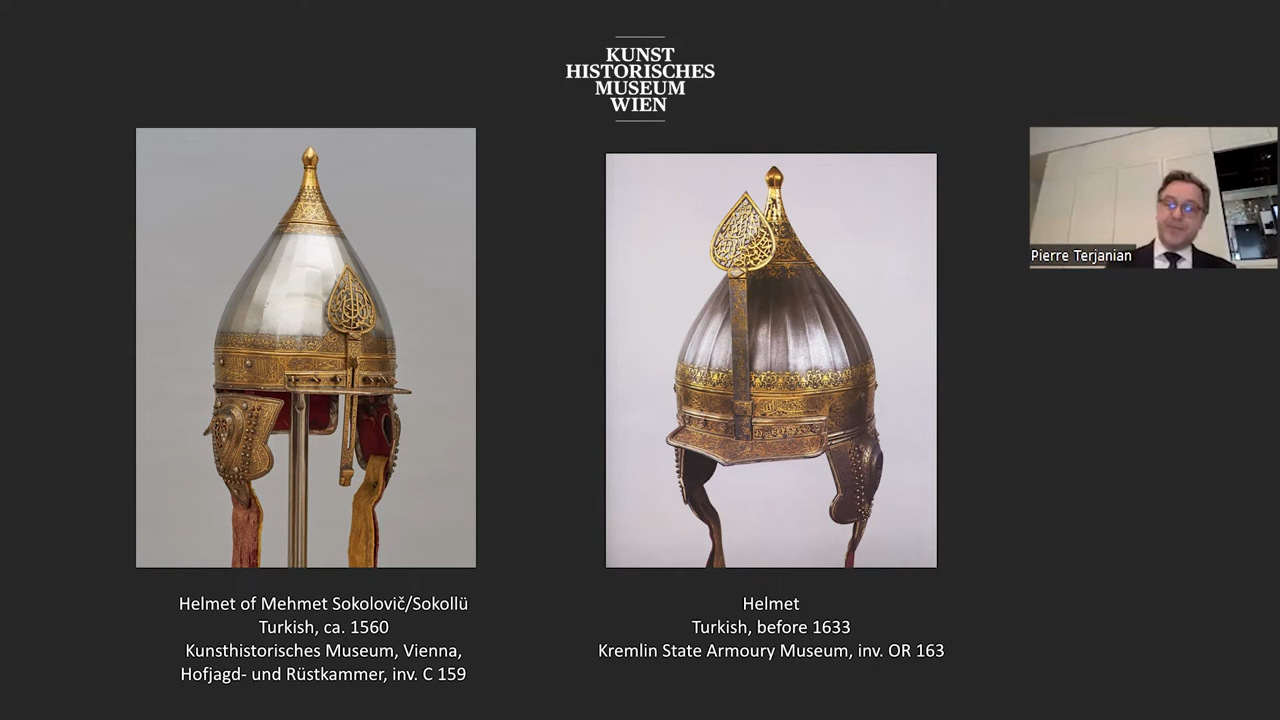 KUNST
HISTORISCHES
MUSEUM
WIEN
Pierre Terjanian
Helmet of Mehmet Sokolovič/Sokollü
Turkish, ca. 1560
Kunsthistorisches Museum, Vienna,
Hofjagd- und Rüstkammer, inv. C 159
Helmet
Turkish, before 1633
Kremlin State Armoury Museum, inv. OR 163